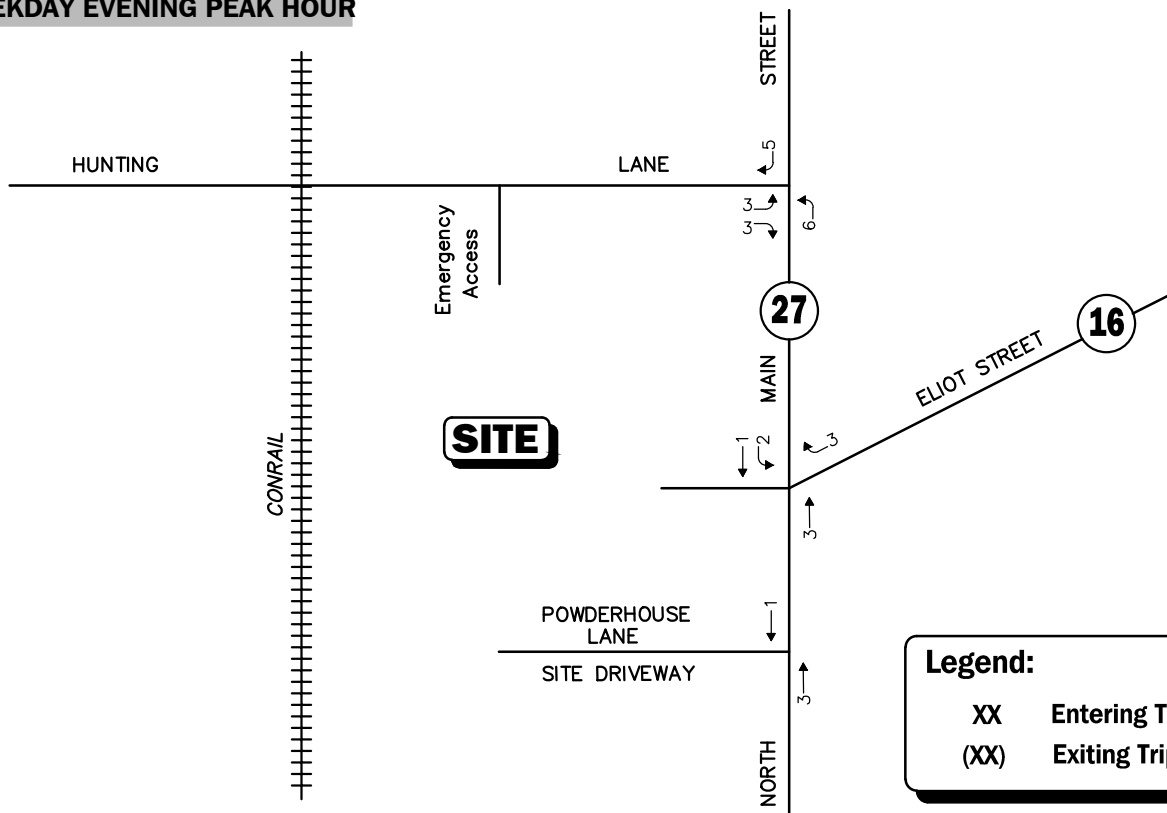 EKDAY EVENING PEAK HOUR
STREET
HUNTING
LANE
5
3
3
6
Emergency
Access
27
16
ELIOT STREET
MAIN
SITE
CONRAIL
1
2
3
3
POWDERHOUSE
LANE
1
SITE DRIVEWAY
3
NORTH
Legend:
XX Entering T
(XX) Exiting Trip